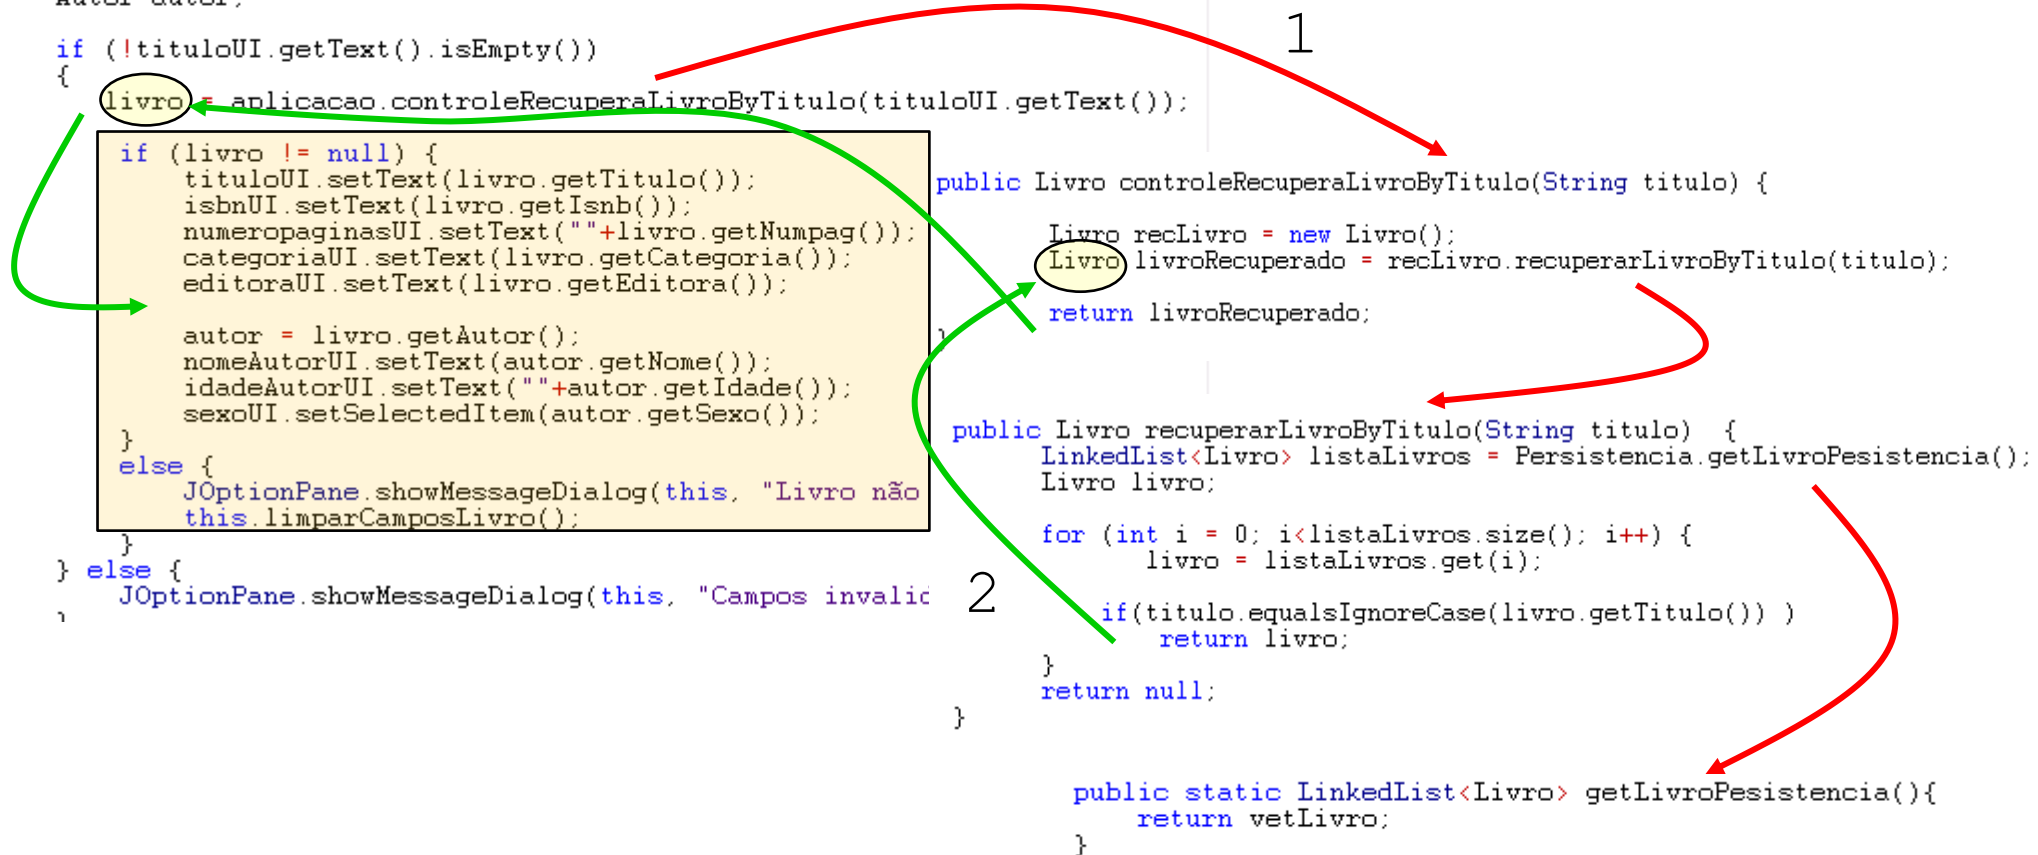 Autor autor;
if (!tituloUI.getText().isEmpty())
{
livro = aplicacao.controleRecuperaLivroByTitulo(tituloUI.getText());
if (livro != null) {
tituloUI.setText(livro.getTitulo());
isbnUI.setText(livro.getIsnb());
numeropaginasUI.setText(""+livro.getNumpag());
categoriaUI.setText(livro.getCategoria());
editoraUI.setText(livro.getEditora());
autor = livro.getAutor();
nomeAutorUI.setText(autor.getNome());
idadeAutorUI.setText(""+autor.getIdade());
sexoUI.setSelectedItem(autor.getSexo());
}
else {
JOptionPane.showMessageDialog(this, "Livro não
this.limparCamposLivro();
}
} else {
JOptionPane.showMessageDialog(this, "Campos
}
1
public Livro controleRecuperaLivroByTitulo(String titulo) {
Livro recLivro = new Livro();
Livro livroRecuperado = recLivro.recuperarLivroByTitulo(titulo);
return livroRecuperado;
}
2
public Livro recuperarLivroByTitulo(String titulo) {
LinkedList<Livro> listaLivros = Persistencia.getLivroPesistencia();
Livro livro;
for (int i = 0; i<listaLivros.size(); i++) {
livro = listaLivros.get(i);
if(titulo.equalsIgnoreCase(livro.getTitulo()) )
return livro;
}
return null;
}
public static LinkedList<Livro> getLivroPesistencia(){
return vetLivro;
}